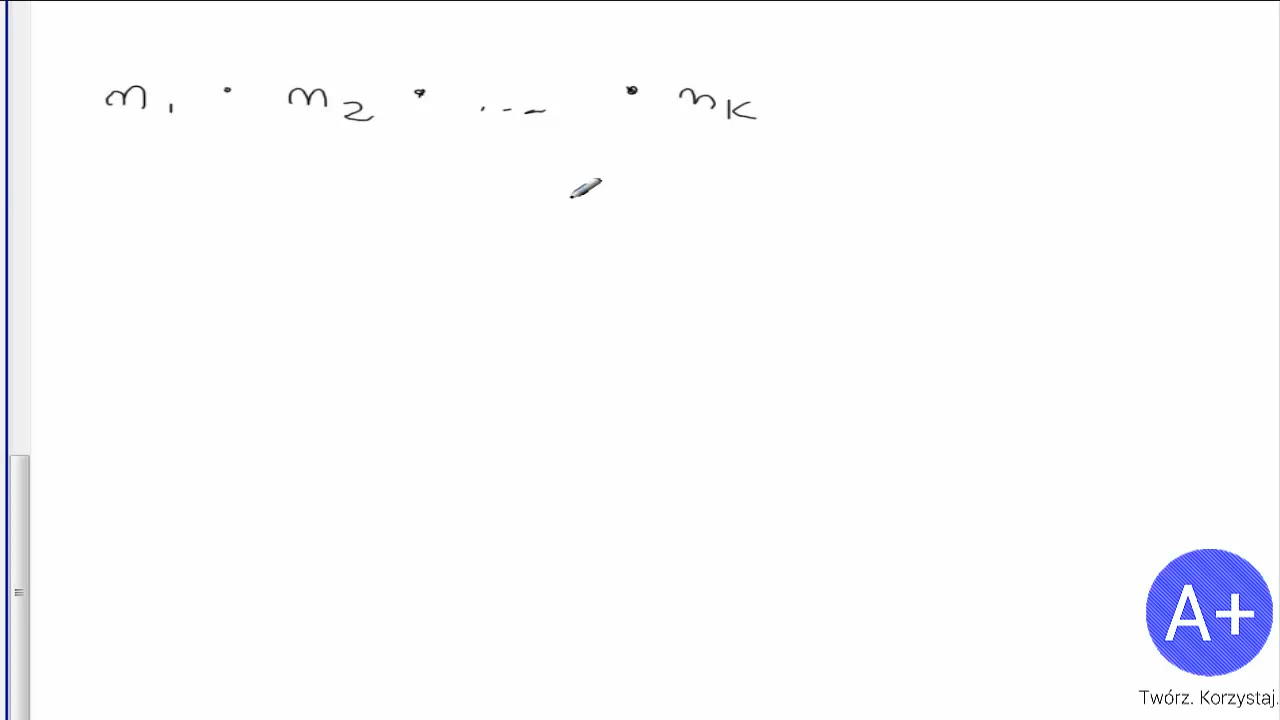 n₁ · n₂ · ... · nₖ
A+
Twórz. Korzystaj.